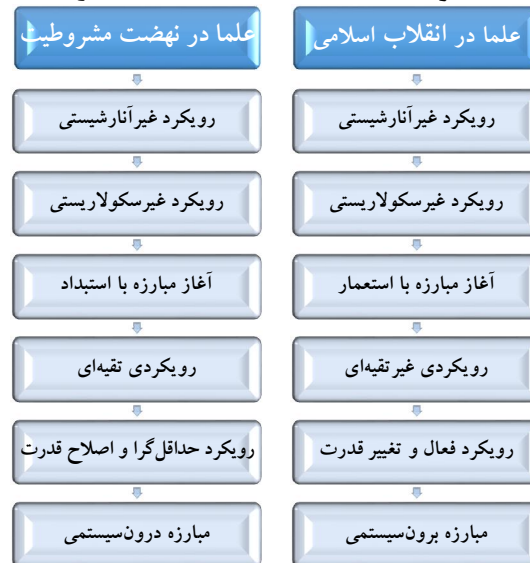 علما در انقلاب اسلامی
رویکرد غیرآنارشیستی
رویکرد غیرسکولاریستی
آغاز مبارزه با استعمار
رویکردی غیرتقیه‌ای
رویکرد فعال و تغییر قدرت
مبارزه برون‌سیستمی
علما در نهضت مشروطیت
رویکرد غیرآنارشیستی
رویکرد غیرسکولاریستی
آغاز مبارزه با استبداد
رویکردی تقیه‌ای
رویکرد حداقل‌گرا و اصلاح قدرت
مبارزه درون‌سیستمی